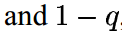 and 1 − q,